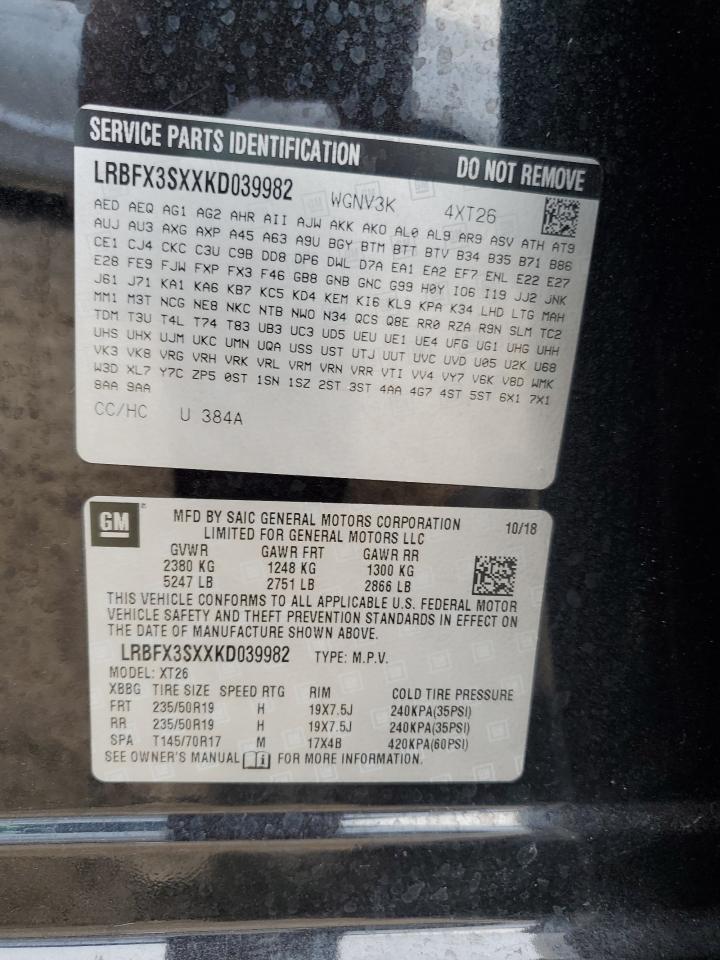 SERVICE PARTS IDENTIFICATION DO NOT REMOVE
LRBFX3SXXKD039982 WGNV3K 4XT26
AED AEQ AG1 AG2 AHR AII AJW AKK AKO AL0 AL9 AR9 ASV ATH AT9
AUJ AU3 AXG AXP A45 A63 A9U BGY BTM BTT BTV B34 B35 B71 B86
CE1 CJ4 CKC C3U C9B DD8 DP6 DWL D7A EA1 EA2 EF7 ENL E22 E27
E28 FE9 FJW FXP FX3 F46 GB8 GNB GNC G99 H0Y IO6 I19 JJ2 JNK
J61 J71 KA1 KA6 KB7 KC5 KD4 KEM KI6 KL9 KPA K34 LHD LTG MAH
MM1 M3T NCG NE8 NKC NTB NWO N34 QCS Q8E RR0 RZA R9N SLM TC2
TDM T3U T4L T74 T83 UB3 UC3 UD5 UEU UE1 UE4 UFG UG1 UHG UHH
UHS UHX UJM UKC UMN UQA USS UST UTJ UUT UVC UVD U05 U2K U68
VK3 VK8 VRG VRH VRK VRL VRM VRN VRR VTI VV4 VY7 V6K V8D WMK
W3D XL7 Y7C ZP5 0ST 1SN 1SZ 2ST 3ST 4AA 4G7 4ST 5ST 6X1 7X1
8AA 9AA
CC/HC U 384A
GM ® MFD BY SAIC GENERAL MOTORS CORPORATION 10/18
LIMITED FOR GENERAL MOTORS LLC
GVWR GAWR FRT GAWR RR
2380 KG 1248 KG 1300 KG
5247 LB 2751 LB 2866 LB
THIS VEHICLE CONFORMS TO ALL APPLICABLE U.S. FEDERAL MOTOR
VEHICLE SAFETY AND THEFT PREVENTION STANDARDS IN EFFECT ON
THE DATE OF MANUFACTURE SHOWN ABOVE.
LRBFX3SXXKD039982 TYPE: M.P.V.
MODEL: XT26
XBBG TIRE SIZE SPEED RTG RIM COLD TIRE PRESSURE
FRT 235/50R19 H 19X7.5J 240KPA(35PSI)
RR 235/50R19 H 19X7.5J 240KPA(35PSI)
SPA T145/70R17 M 17X4B 420KPA(60PSI)
SEE OWNER'S MANUAL FOR MORE INFORMATION.